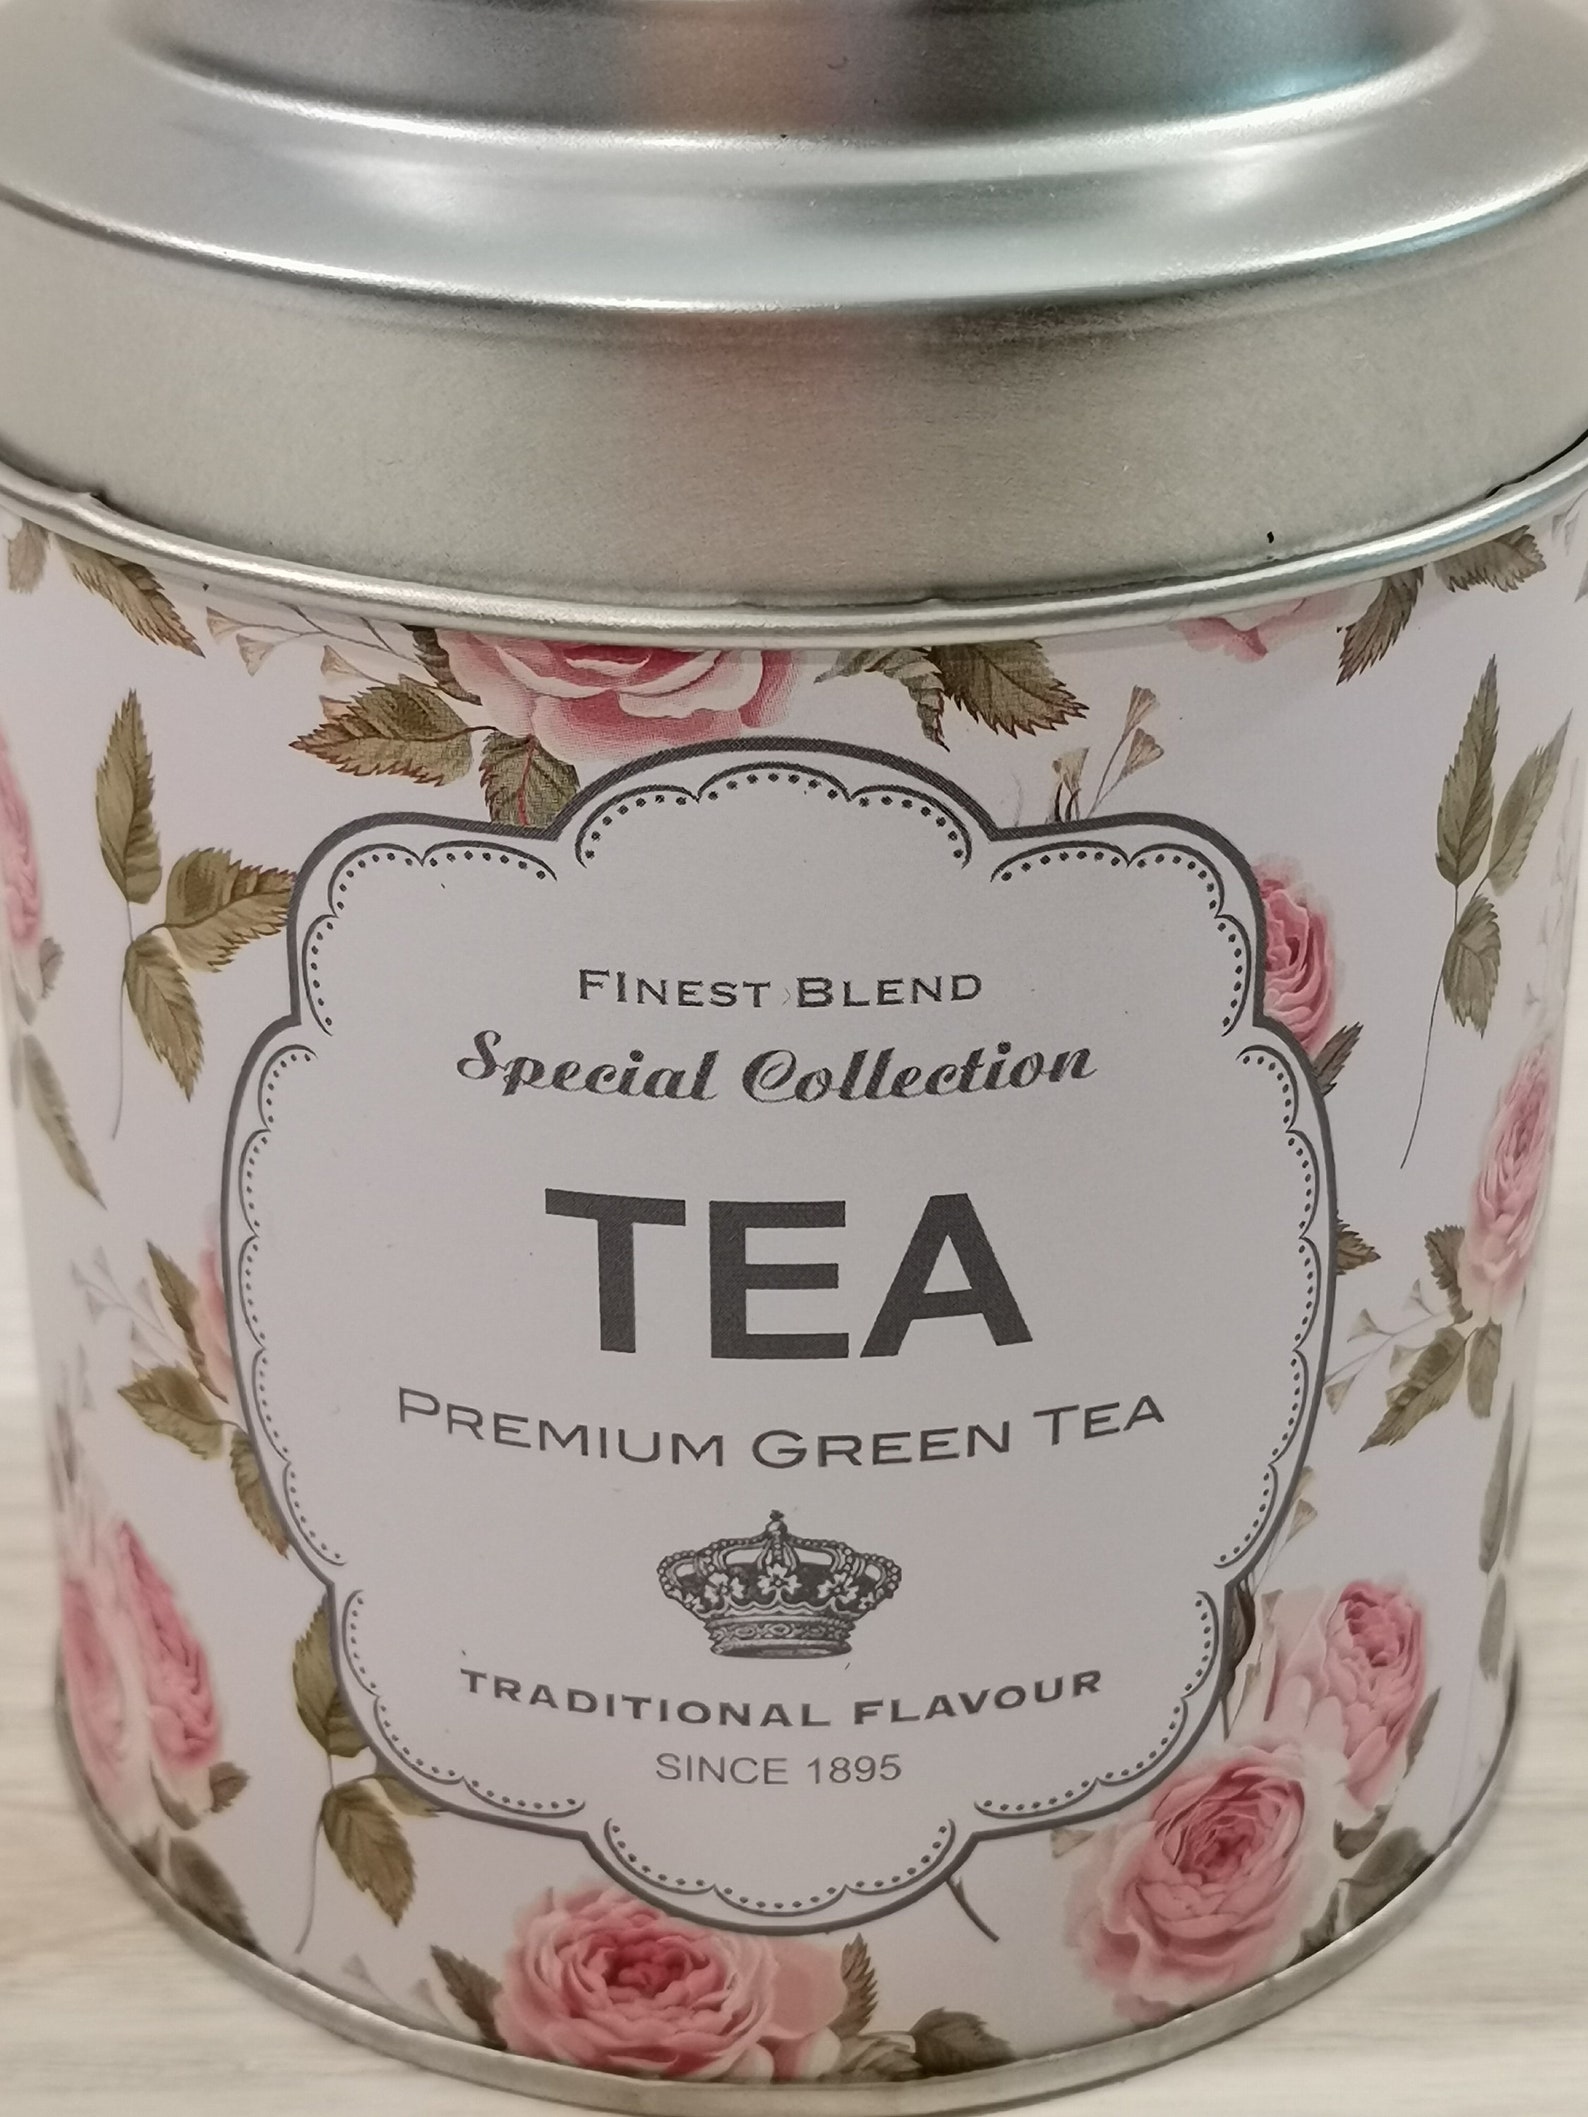 FINEST BLEND
Special Collection
TEA
PREMIUM GREEN TEA
TRADITIONAL FLAVOUR
SINCE 1895